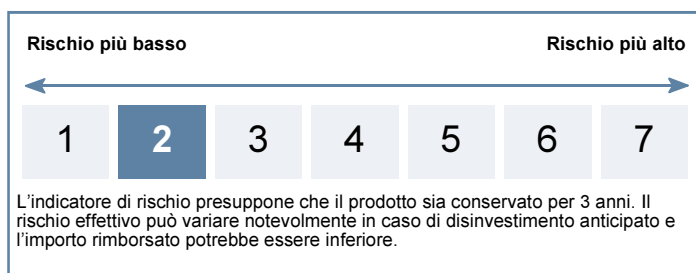 Rischio più basso Rischio più alto
1 2 3 4 5 6 7
L'indicatore di rischio presuppone che il prodotto sia conservato per 3 anni. Il
rischio effettivo può variare notevolmente in caso di disinvestimento anticipato e
l'importo rimborsato potrebbe essere inferiore.